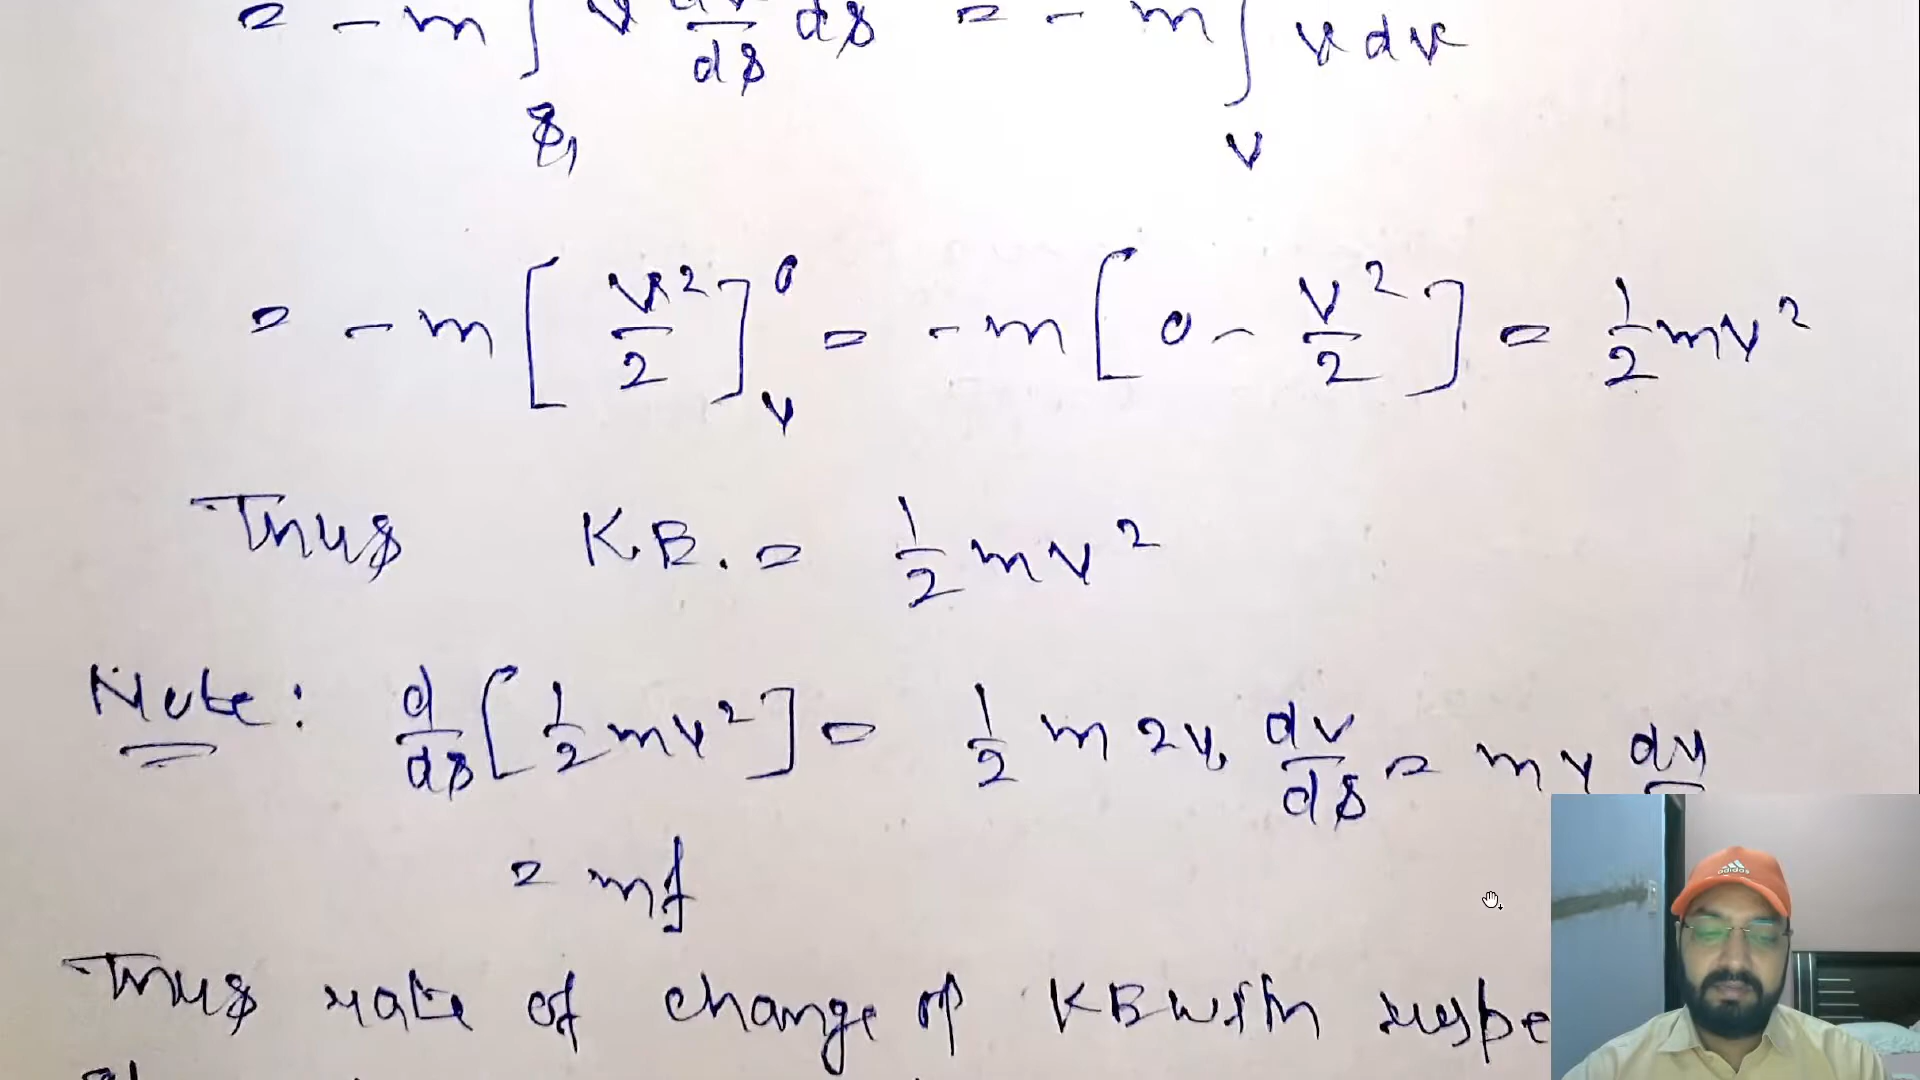 = - m ∫ v dv/ds ds = - m ∫ v dv
s₁ v
= - m [ v²/2 ]⁰ᵥ = - m [ 0 - v²/2 ] = 1/2 mv²
Thus K.E. = 1/2 mv²
Note: d/ds [ 1/2 mv² ] = 1/2 m 2v. dv/ds = mv dv
= mf
Thus rate of change of KE with respe
adidas